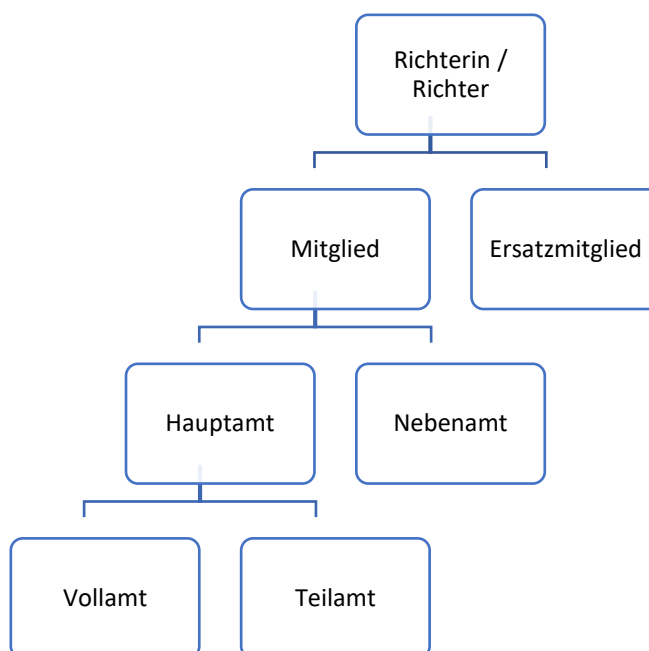 Richterin /
Richter
Mitglied
Ersatzmitglied
Hauptamt
Nebenamt
Vollamt
Teilamt